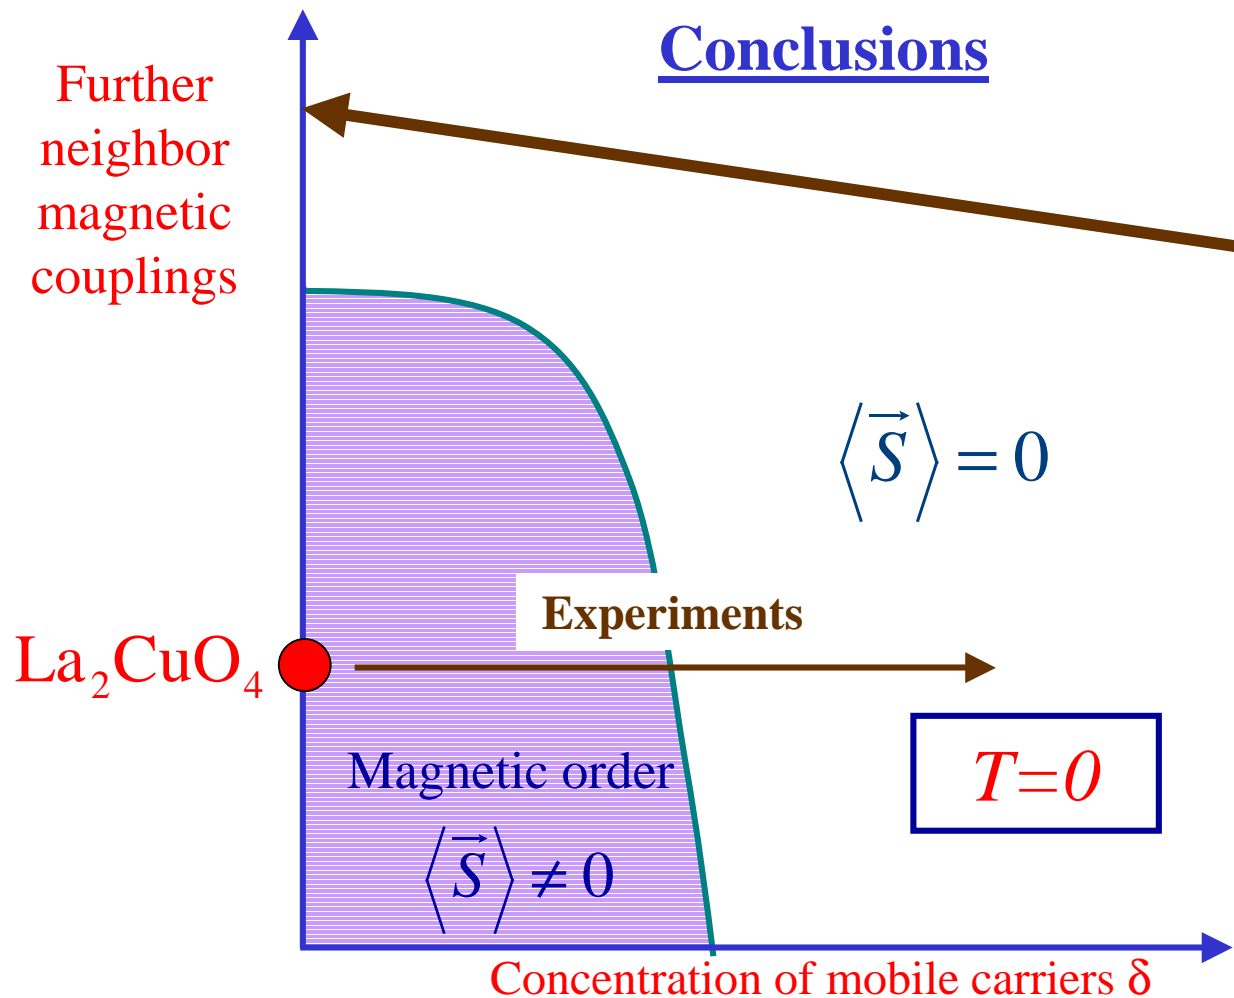 Conclusions
Further
neighbor
magnetic
couplings
⟨S⃗⟩ = 0
Experiments
La₂CuO₄
T=0
Magnetic order
⟨S⃗⟩ ≠ 0
Concentration of mobile carriers δ